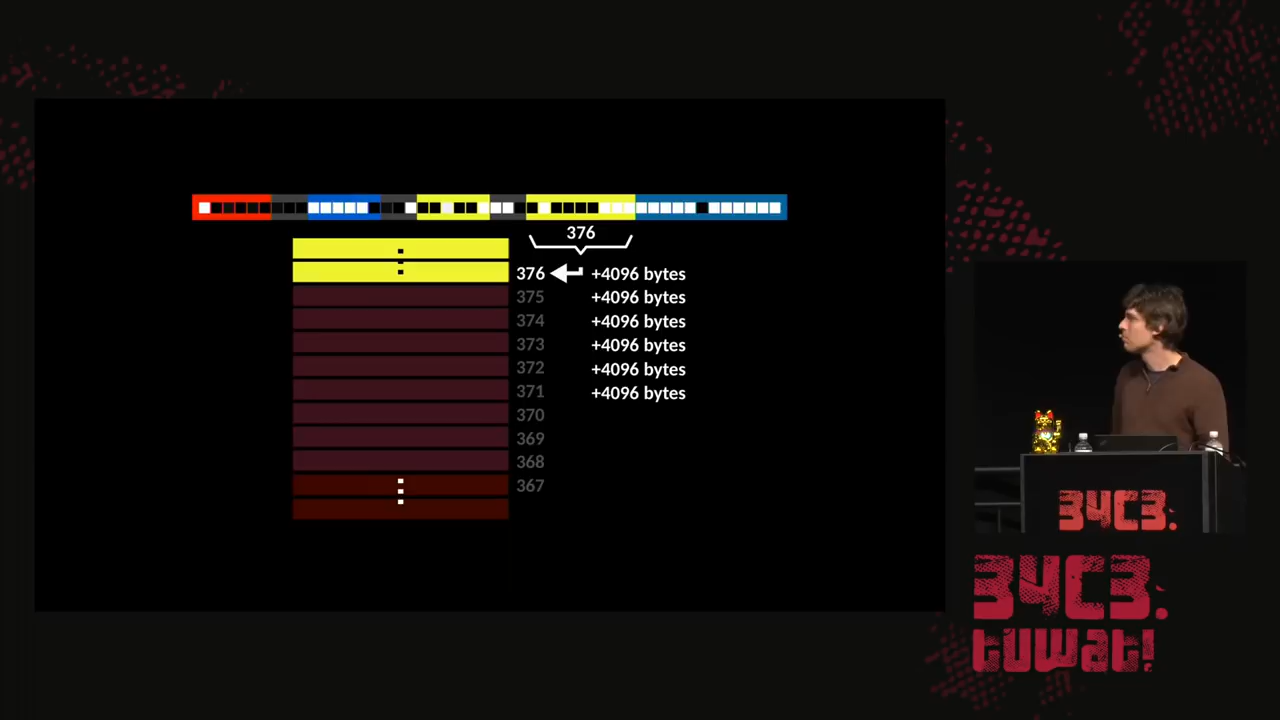 376
376 +4096 bytes
375 +4096 bytes
374 +4096 bytes
373 +4096 bytes
372 +4096 bytes
371 +4096 bytes
370
369
368
367
34C3.
34C3.
tuwat!